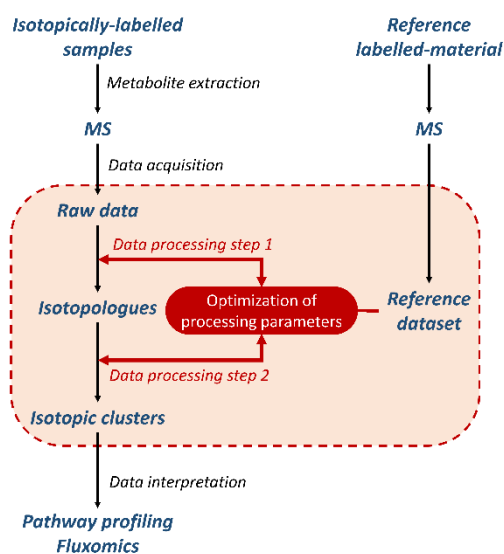 Isotopically-labelled
samples
Reference
labelled-material
Metabolite extraction
MS
MS
Data acquisition
Raw data
Data processing step 1
Isotopologues
Optimization of
processing parameters
Reference
dataset
Data processing step 2
Isotopic clusters
Data interpretation
Pathway profiling
Fluxomics